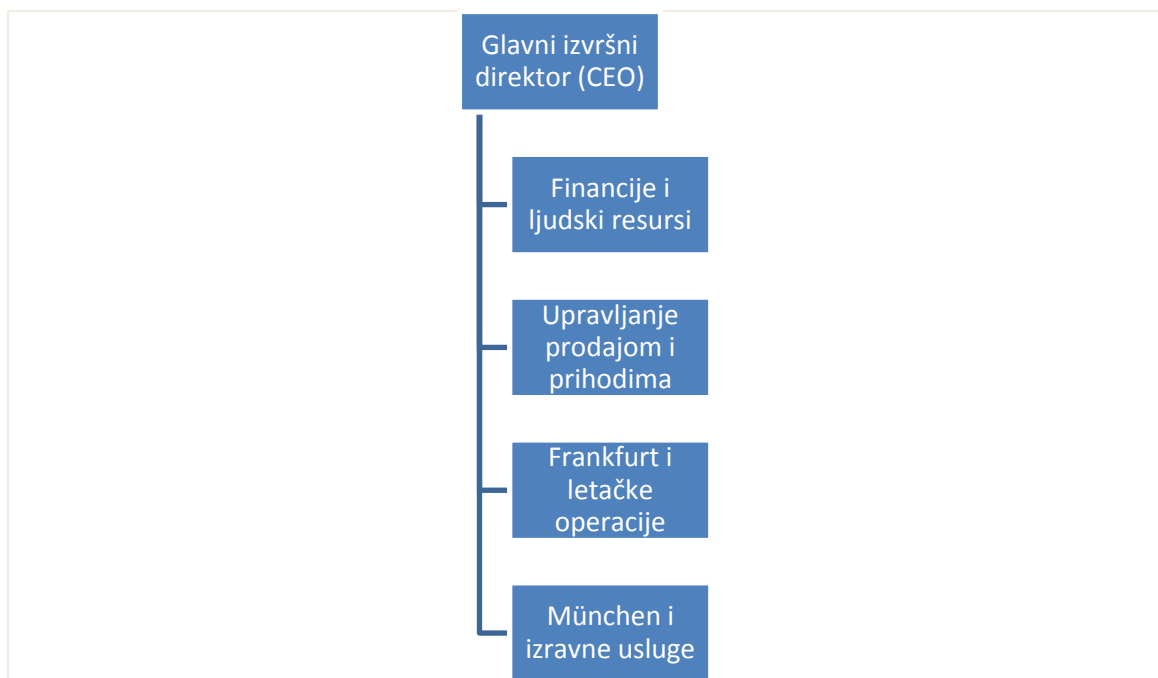 Glavni izvršni
direktor (CEO)
Financije i
ljudski resursi
Upravljanje
prodajom i
prihodima
Frankfurt i
letačke
operacije
München i
izravne usluge